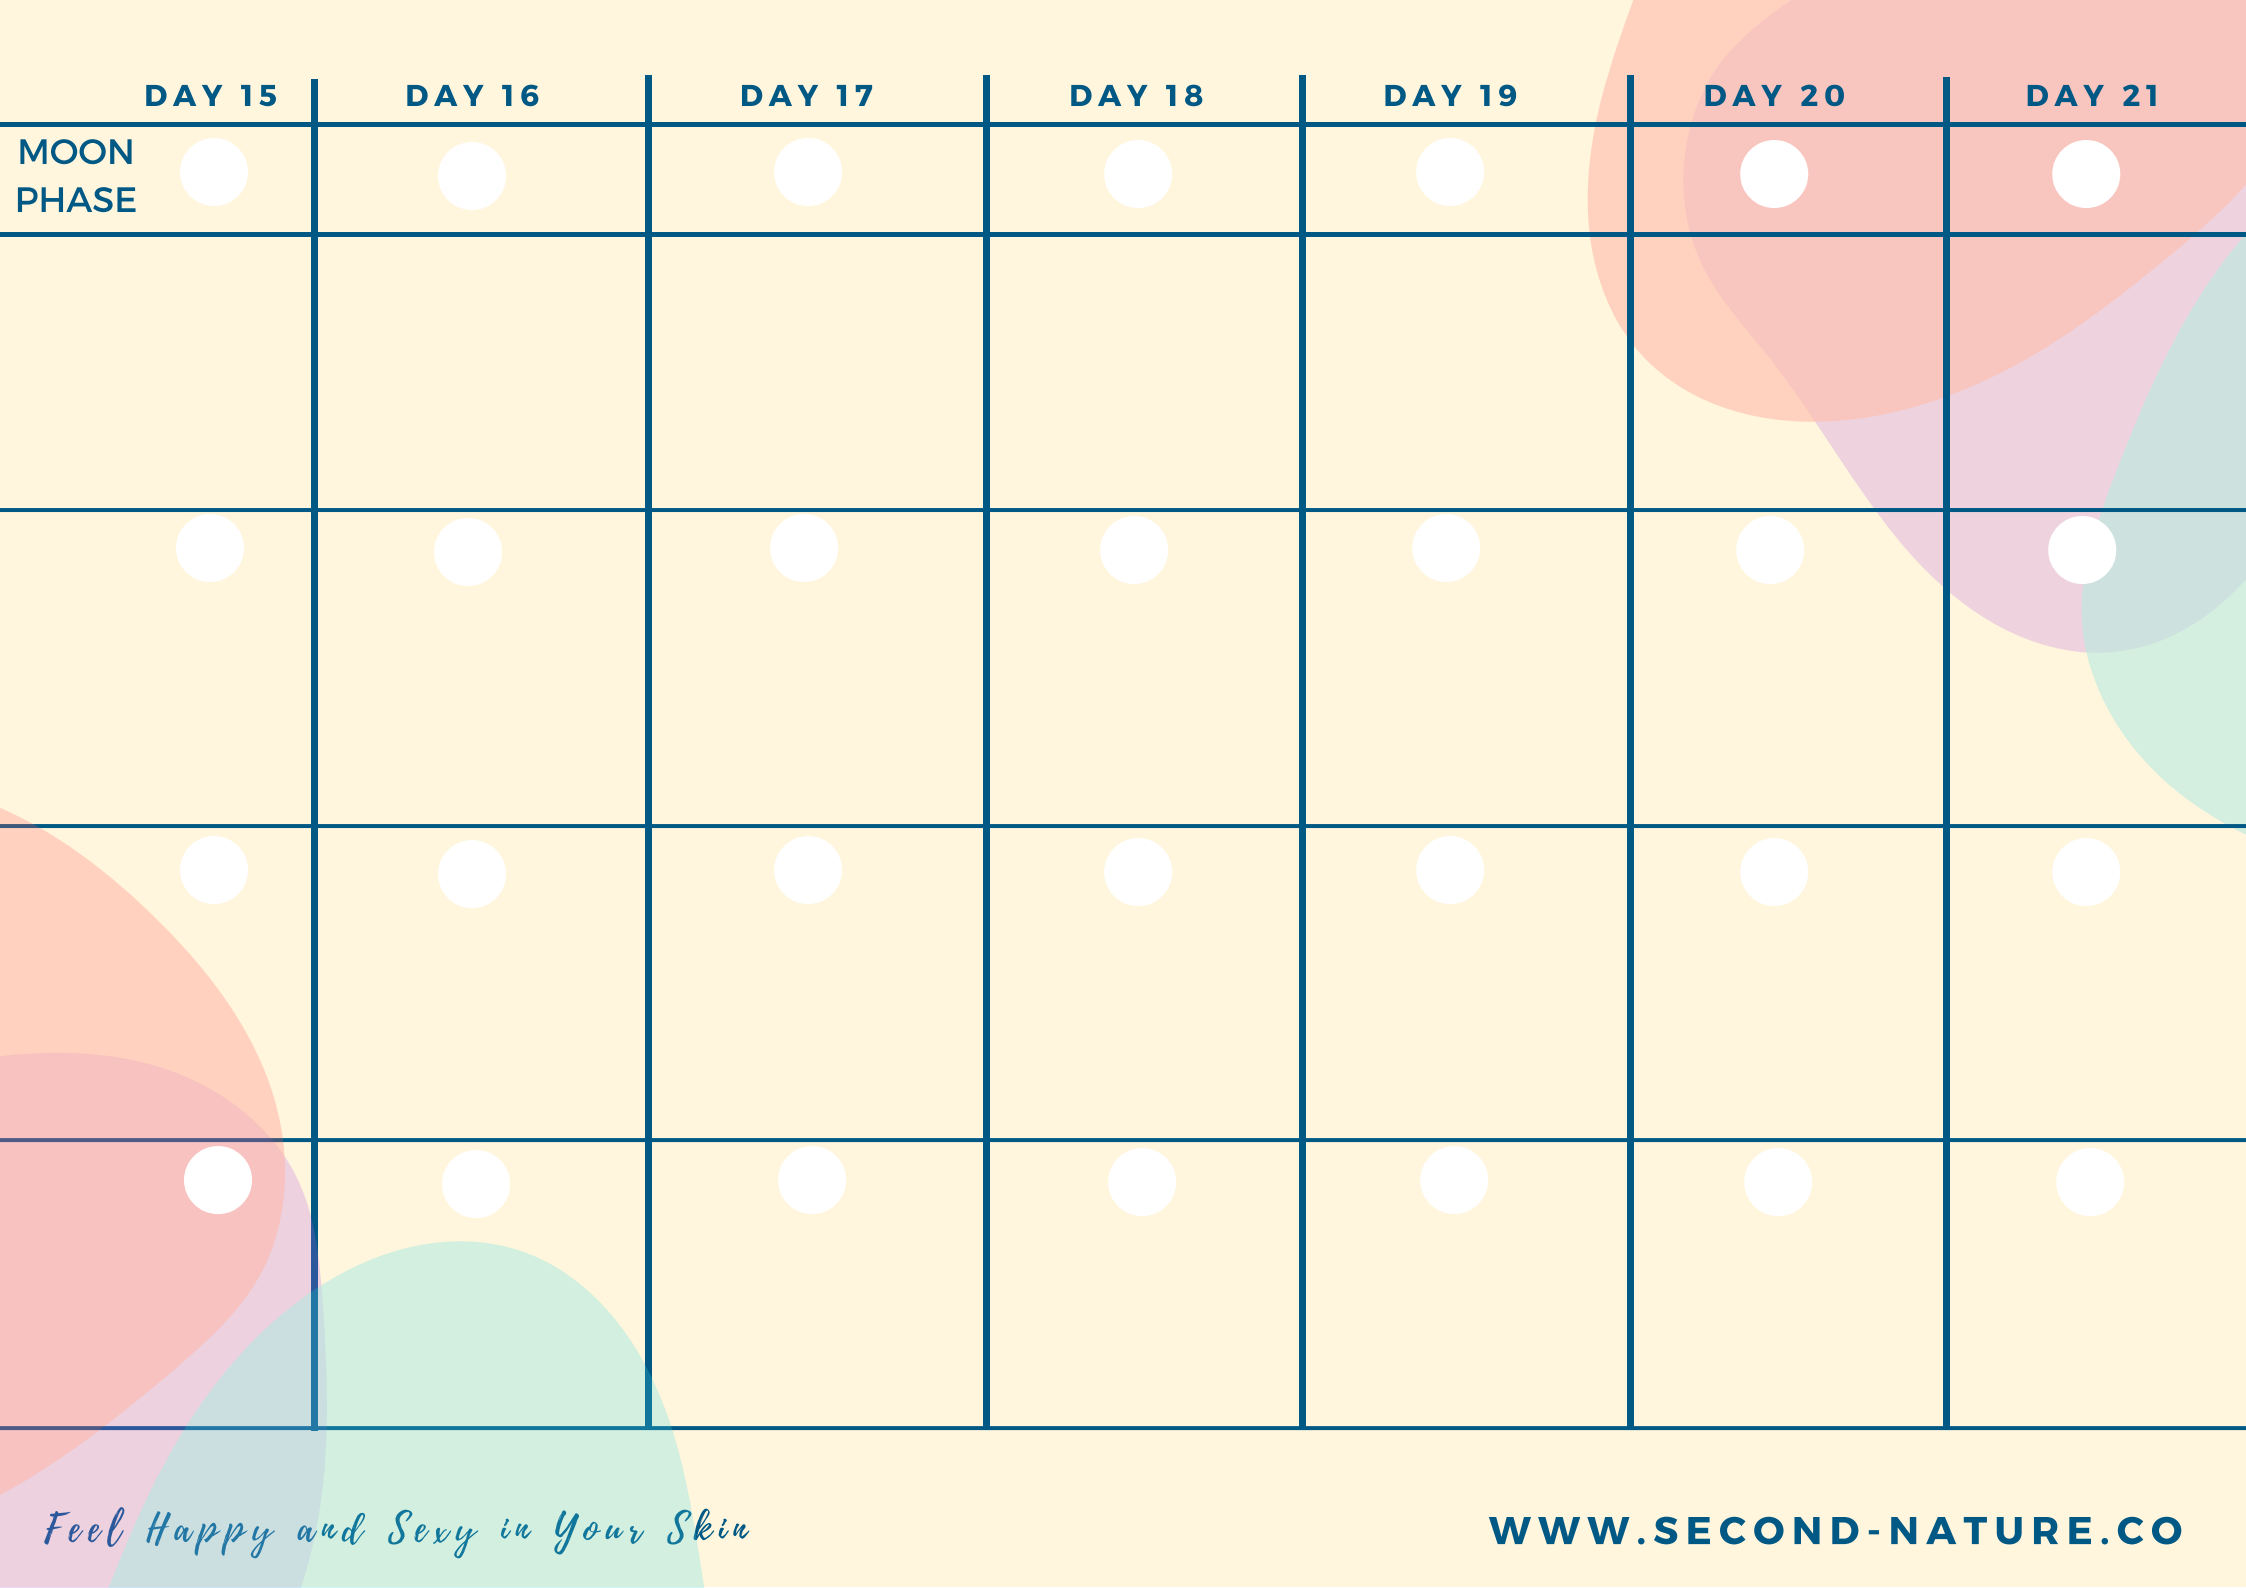 DAY 15 DAY 16 DAY 17 DAY 18 DAY 19 DAY 20 DAY 21
MOON
PHASE
Feel Happy and Sexy in Your Skin
WWW.SECOND-NATURE.CO